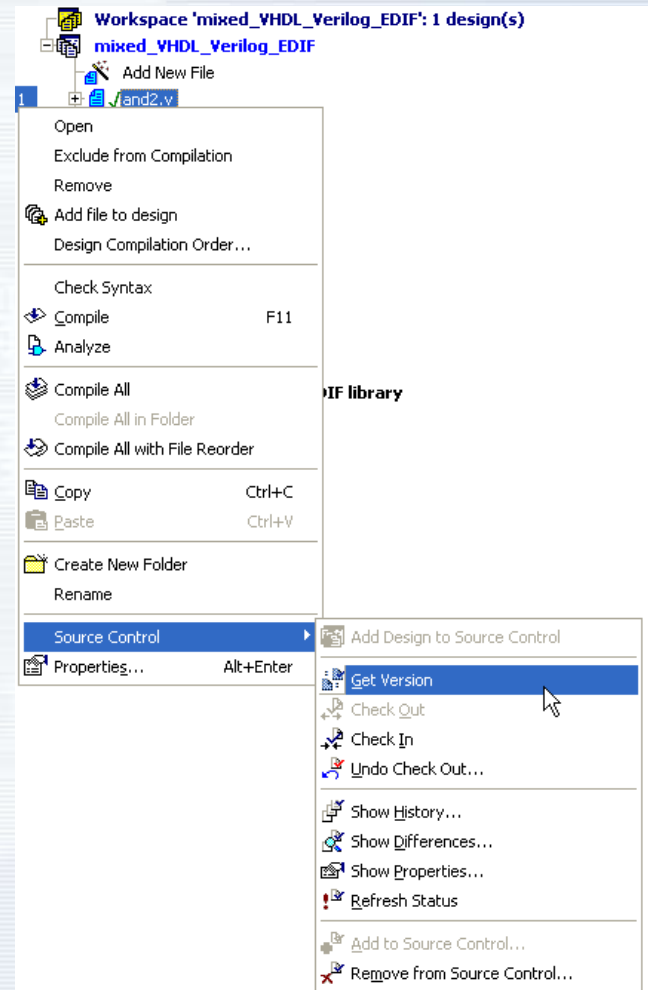 Workspace 'mixed_VHDL_Verilog_EDIF': 1 design(s)
mixed_VHDL_Verilog_EDIF
Add New File
1 and2.v
Open
Exclude from Compilation
Remove
Add file to design
Design Compilation Order...
Check Syntax
Compile F11
Analyze
Compile All
DIF library
Compile All in Folder
Compile All with File Reorder
Copy Ctrl+C
Paste Ctrl+V
Create New Folder
Rename
Source Control
Properties... Alt+Enter
Add Design to Source Control
Get Version
Check Out
Check In
Undo Check Out...
Show History...
Show Differences...
Show Properties...
Refresh Status
Add to Source Control...
Remove from Source Control...